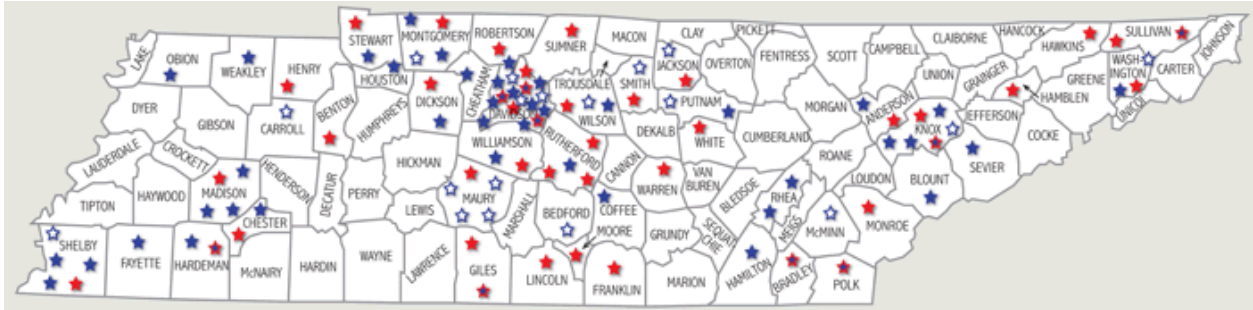 LAKE
OBION
WEAKLEY
HENRY
STEWART
MONTGOMERY
ROBERTSON
SUMNER
MACON
CLAY
PICKETT
SCOTT
CAMPBELL
CLAIBORNE
HANCOCK
HAWKINS
SULLIVAN
JOHNSON
HOUSTON
CHEATHAM
TROUSDALE
SMITH
JACKSON
OVERTON
FENTRESS
UNION
GRAINGER
GREENE
WASH
INGTON
CARTER
UNICOI
DYER
GIBSON
CARROLL
BENTON
HUMPHREYS
DICKSON
DAVIDSON
WILSON
PUTNAM
MORGAN
ANDERSON
KNOX
JEFFERSON
HAMBLEN
COCKE
LAUDERDALE
CROCKETT
HENDERSON
HICKMAN
WILLIAMSON
RUTHERFORD
CANNON
DEKALB
WHITE
CUMBERLAND
ROANE
LOUDON
BLOUNT
SEVIER
TIPTON
HAYWOOD
MADISON
CHESTER
DECATUR
PERRY
LEWIS
MAURY
MARSHALL
BEDFORD
COFFEE
MOORE
WARREN
VAN
BUREN
BLEDSOE
RHEA
MEIGS
McMINN
MONROE
SHELBY
FAYETTE
HARDEMAN
McNAIRY
HARDIN
WAYNE
LAWRENCE
GILES
LINCOLN
FRANKLIN
GRUNDY
SEQUAT
CHIE
MARION
HAMILTON
BRADLEY
POLK